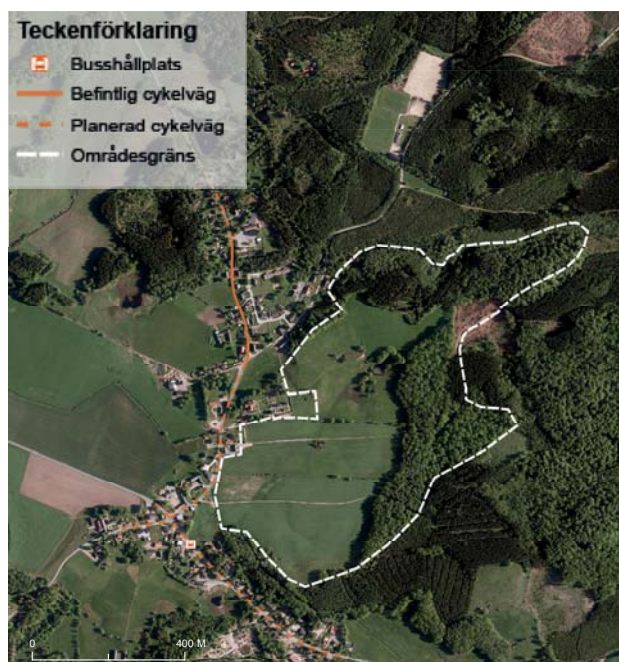 Teckenförklaring
Busshållplats
Befintlig cykelväg
Planerad cykelväg
Områdesgräns
0 400 M